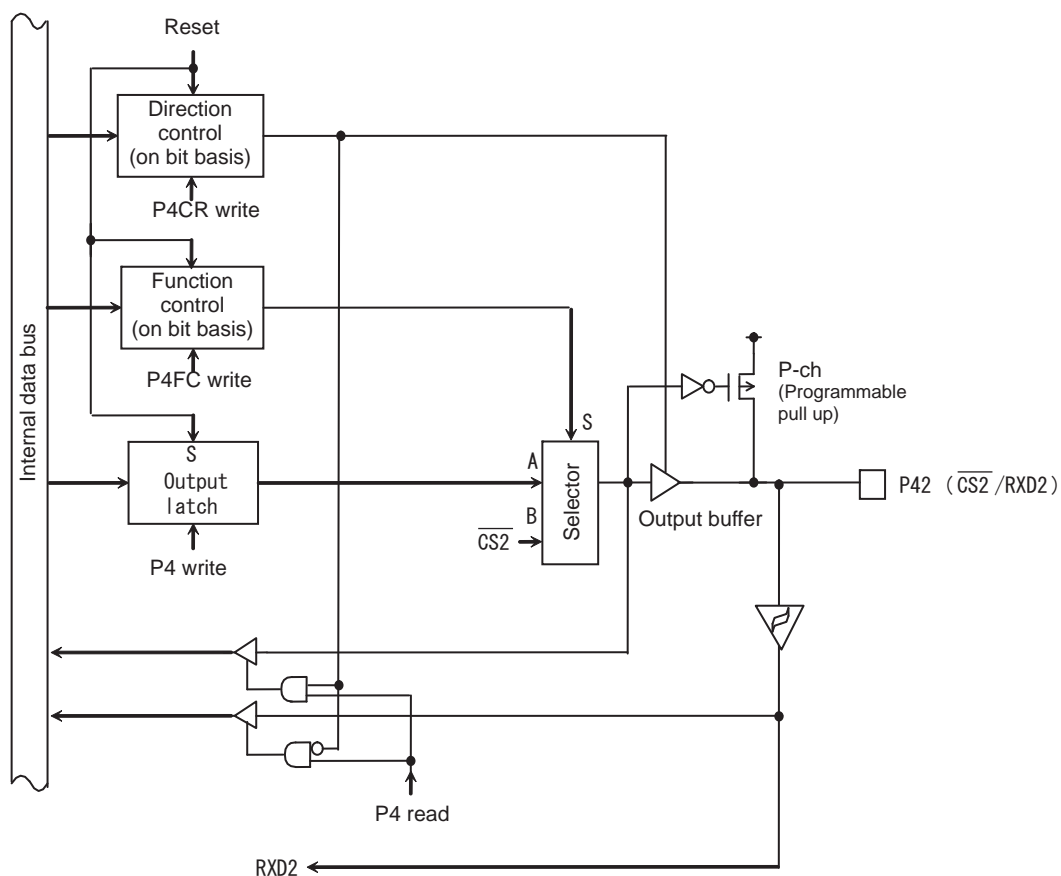 Reset
Direction
control
(on bit basis)
P4CR write
Function
control
(on bit basis)
P4FC write
Internal data bus
S
Output
latch
P4 write
A
B
S
Selector
CS2
Output buffer
P-ch
(Programmable
pull up)
P42 (CS2/RXD2)
P4 read
RXD2